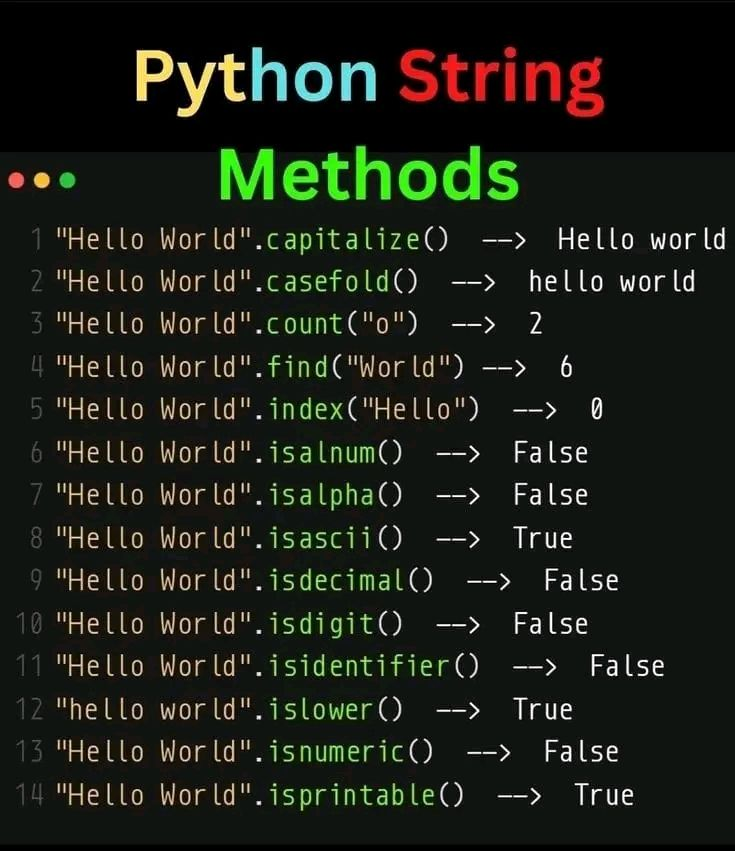 Python String
Methods
1 "Hello World".capitalize() --> Hello world
2 "Hello World".casefold() --> hello world
3 "Hello World".count("o") --> 2
4 "Hello World".find("World") --> 6
5 "Hello World".index("Hello") --> 0
6 "Hello World".isalnum() --> False
7 "Hello World".isalpha() --> False
8 "Hello World".isascii() --> True
9 "Hello World".isdecimal() --> False
10 "Hello World".isdigit() --> False
11 "Hello World".isidentifier() --> False
12 "hello world".islower() --> True
13 "Hello World".isnumeric() --> False
14 "Hello World".isprintable() --> True